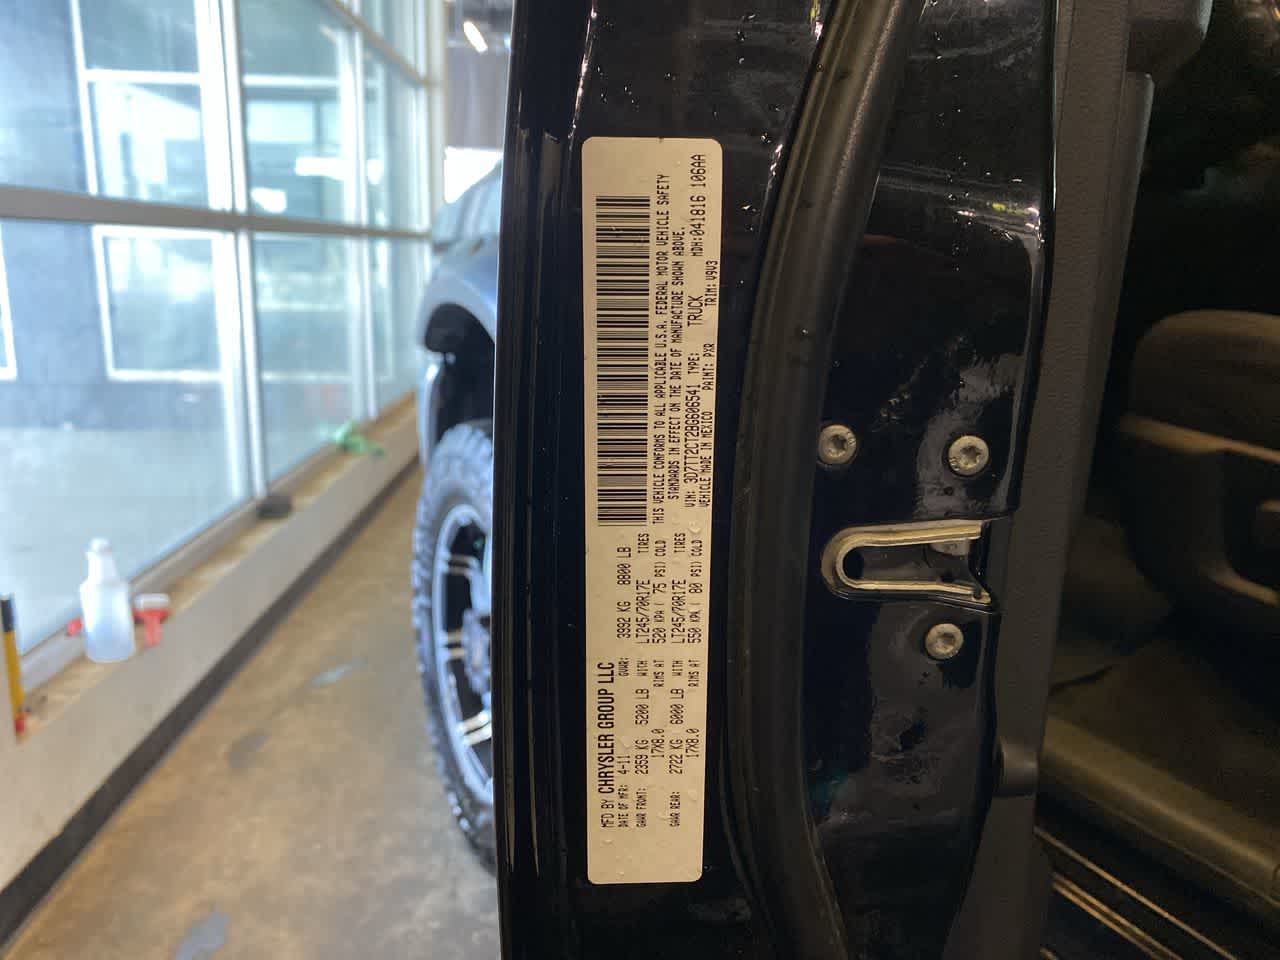 MFD BY CHRYSLER GROUP LLC
DATE OF MFR: 4-11 GVWR: 3992 KG 8800 LB
GAWR FRONT: 2359 KG 5200 LB WITH LT245/70R17E TIRES
17X8.0 RIMS AT 520 KPA ( 75 PSI) COLD
GAWR REAR: 2722 KG 6000 LB WITH LT245/70R17E TIRES
17X8.0 RIMS AT 550 KPA ( 80 PSI) COLD
THIS VEHICLE CONFORMS TO ALL APPLICABLE U.S.A. FEDERAL MOTOR VEHICLE SAFETY
STANDARDS IN EFFECT ON THE DATE OF MANUFACTURE SHOWN ABOVE.
VIN: 3D7TT2CT2BG606541 TYPE: TRUCK MDH:041816 106AA
VEHICLE MADE IN MEXICO PAINT: PXR TRIM: V9V3